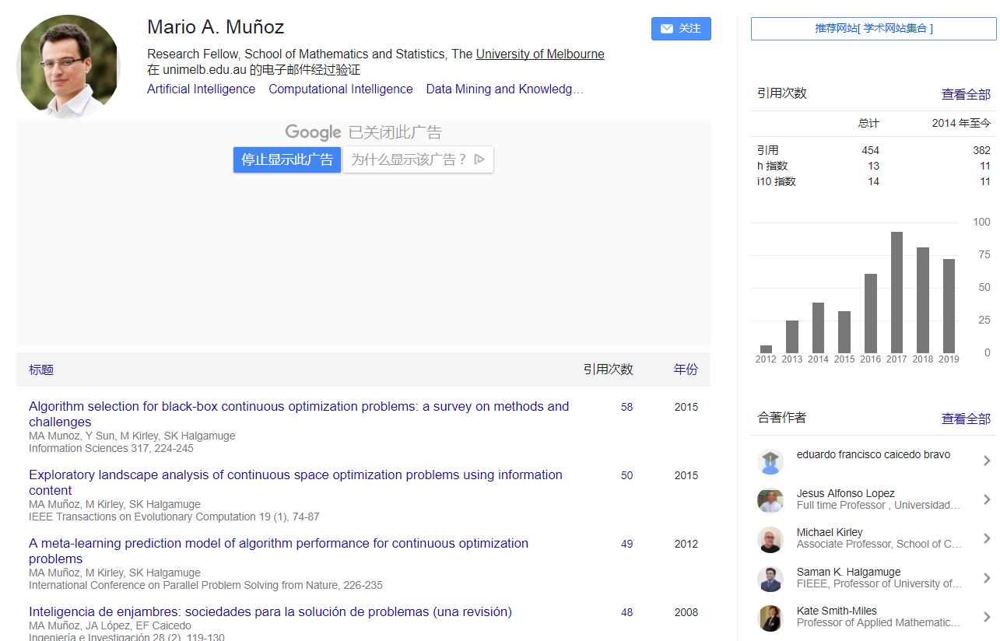 Mario A. Muñoz
关注
Research Fellow, School of Mathematics and Statistics, The University of Melbourne
在 unimelb.edu.au 的电子邮件经过验证
Artificial Intelligence Computational Intelligence Data Mining and Knowledg…
Google 已关闭此广告
停止显示此广告 为什么显示该广告？
标题 引用次数 年份
Algorithm selection for black-box continuous optimization problems: a survey on methods and 58 2015
challenges
MA Munoz, Y Sun, M Kirley, SK Halgamuge
Information Sciences 317, 224-245
Exploratory landscape analysis of continuous space optimization problems using information 50 2015
content
MA Muñoz, M Kirley, SK Halgamuge
IEEE Transactions on Evolutionary Computation 19 (1), 74-87
A meta-learning prediction model of algorithm performance for continuous optimization 49 2012
problems
MA Muñoz, M Kirley, SK Halgamuge
International Conference on Parallel Problem Solving from Nature, 226-235
Inteligencia de enjambres: sociedades para la solución de problemas (una revisión) 48 2008
MA Muñoz, JA López, EF Caicedo
Ingeniería e Investigación 28 (2), 119-130
推荐网站[ 学术网站集合 ]
引用次数 查看全部
总计 2014 年至今
引用 454 382
h 指数 13 11
i10 指数 14 11
100
75
50
25
0
2012 2013 2014 2015 2016 2017 2018 2019
合著作者 查看全部
eduardo francisco caicedo bravo
Jesus Alfonso Lopez
Full time Professor , Universidad…
Michael Kirley
Associate Professor, School of C…
Saman K. Halgamuge
FIEEE, Professor of University of…
Kate Smith-Miles
Professor of Applied Mathematic…